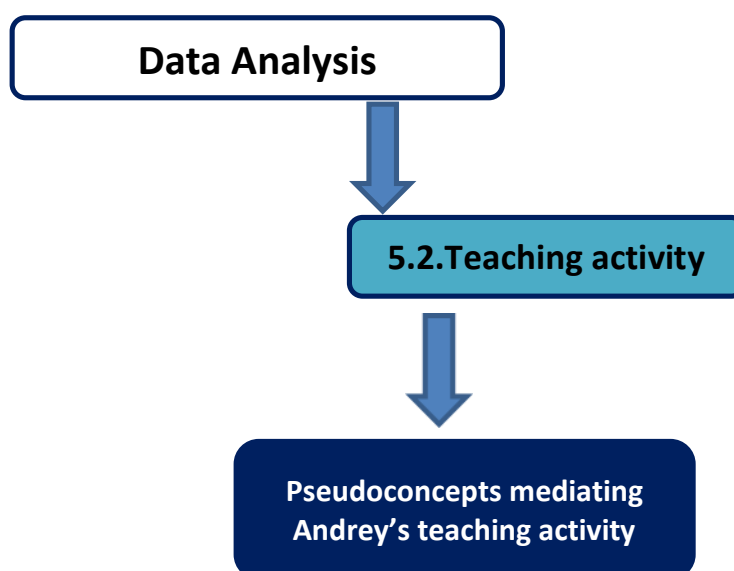 Data Analysis
5.2.Teaching activity
Pseudoconcepts mediating
Andrey’s teaching activity